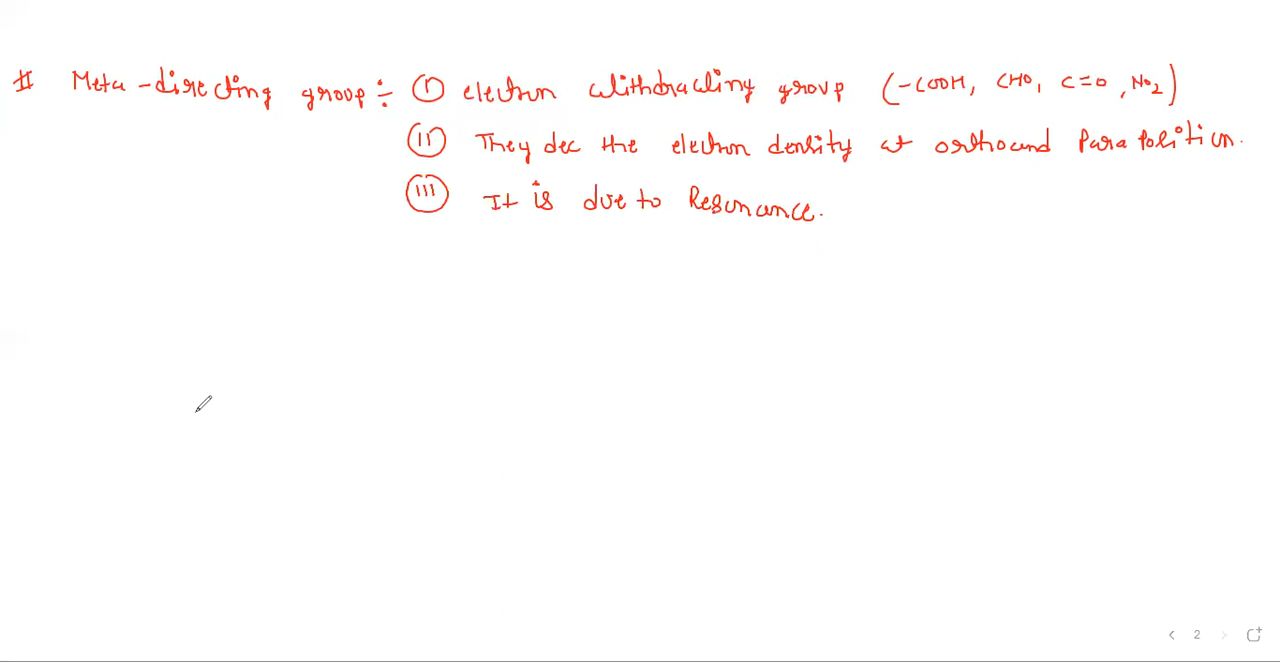 # Meta-directing group ÷ (i) electron withdrawing group (-COOH, CHO, C=O, NO2)
(ii) They dec the electron density at ortho and Para Position.
(iii) It is due to Resonance.
2